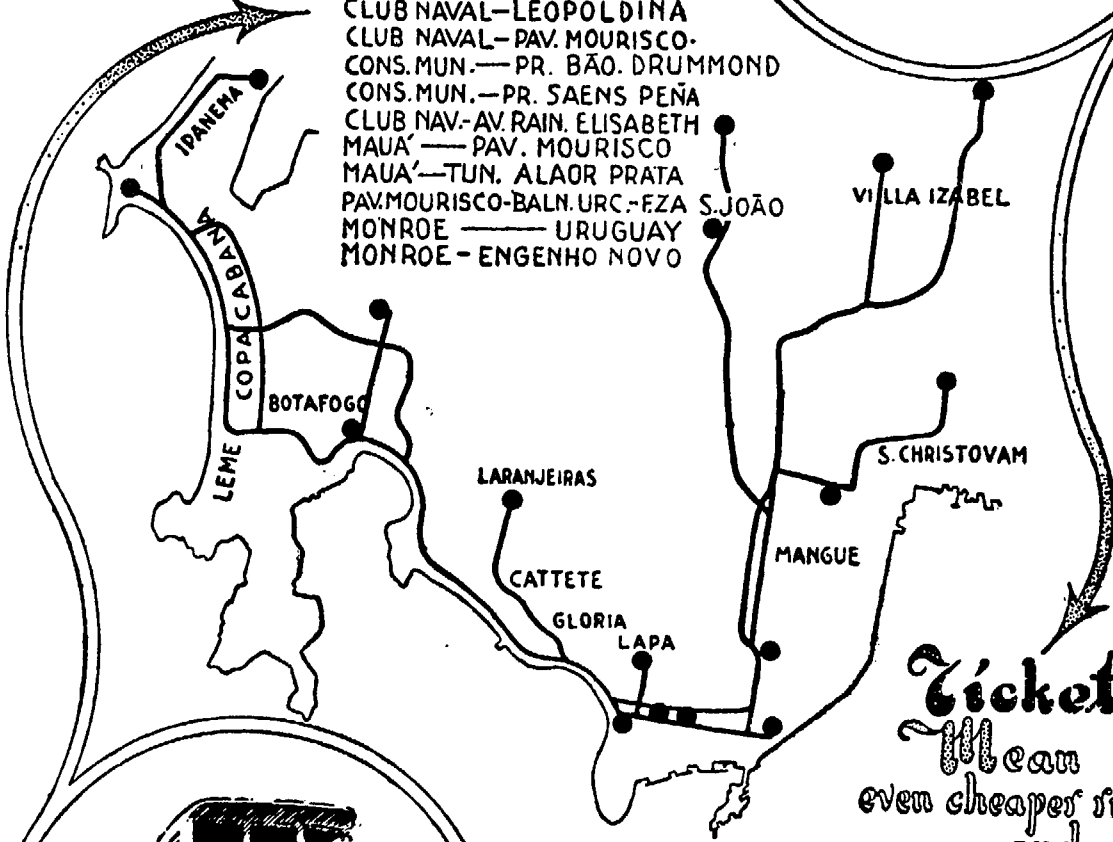 CLUB NAVAL–LEOPOLDINA
CLUB NAVAL–PAV. MOURISCO·
CONS.MUN.— PR. BÃO. DRUMMOND
CONS.MUN.–PR. SAENS PEÑA
CLUB NAV.-AV. RAIN. ELISABETH
MAUÁ — PAV. MOURISCO
MAUÁ—TUN. ALAOR PRATA
PAV.MOURISCO-BALN.URC.-F.ZA S.JOÃO
MONROE —— URUGUAY
MONROE – ENGENHO NOVO
IPANEMA
VILLA IZABEL
COPACABANA
BOTAFOGO
LEME
S. CHRISTOVAM
LARANJEIRAS
MANGUE
CATTETE
GLORIA
LAPA
Ticket
Mean
even cheaper